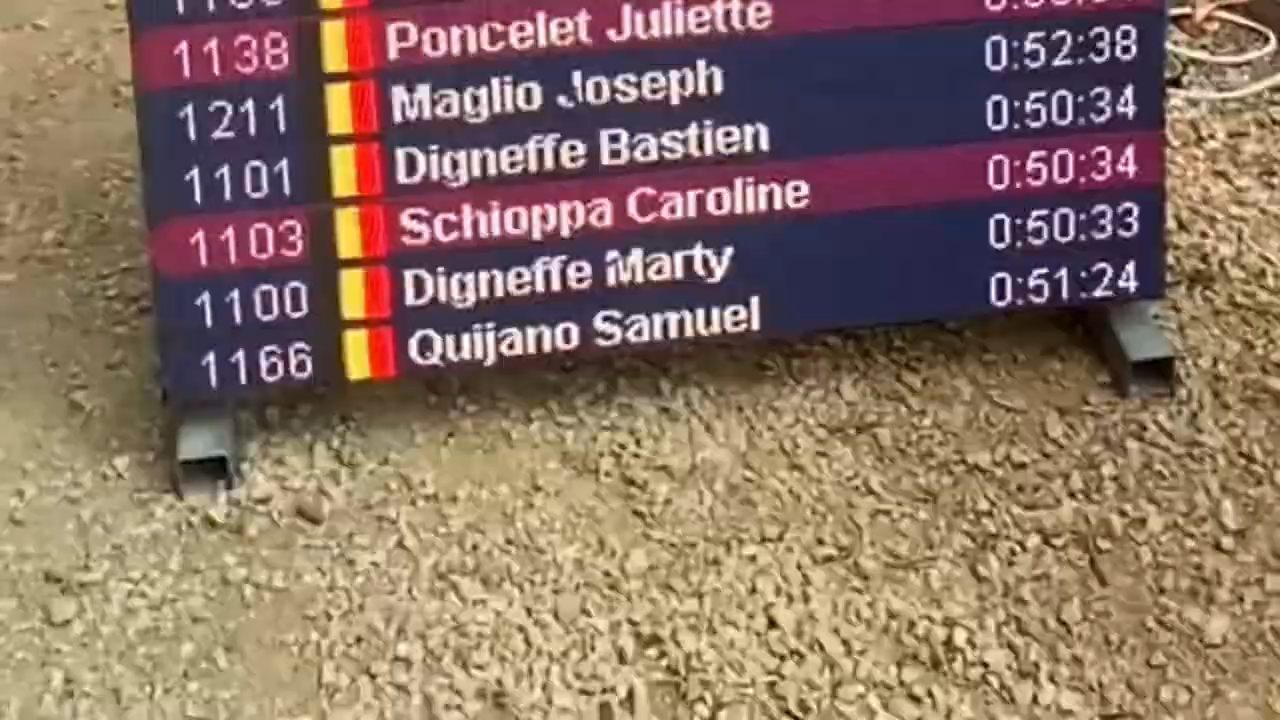 1138 Poncelet Juliette
1211 Maglio Joseph 0:52:38
1101 Digneffe Bastien 0:50:34
1103 Schioppa Caroline 0:50:34
1100 Digneffe Marty 0:50:33
1166 Quijano Samuel 0:51:24